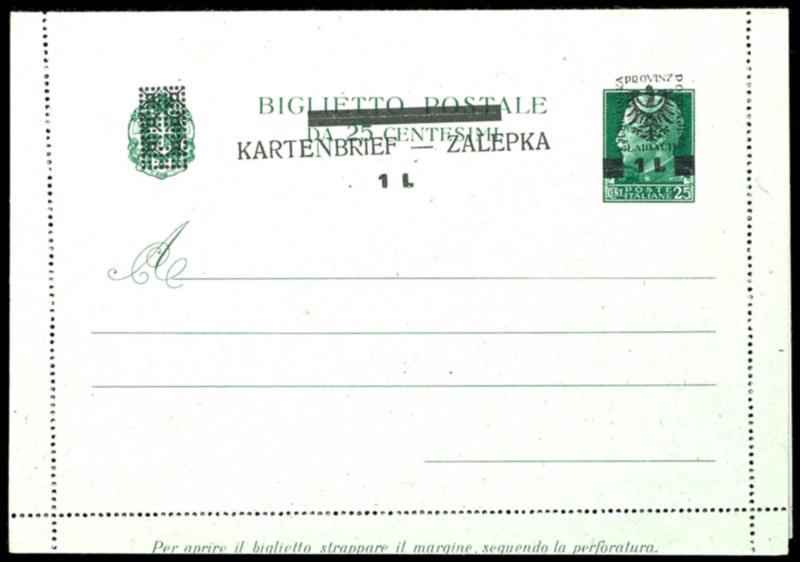 BIGLIETTO POSTALE
DA 25 CENTESIMI
KARTENBRIEF — ZALEPKA
1 L
PROVINZ
LAIBACH
1 L
POSTE
CENT. ITALIANE 25
A
Per aprire il biglietto strappare il margine, seguendo la perforatura.